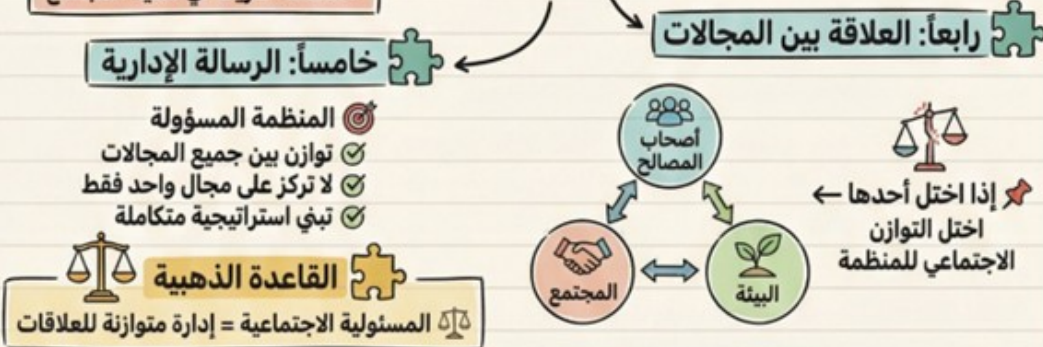 رابعاً: العلاقة بين المجالات
أصحاب
المصالح
المجتمع
البيئة
إذا اختل أحدها ←
اختل التوازن
الاجتماعي للمنظمة
خامساً: الرسالة الإدارية
المنظمة المسؤولة
توازن بين جميع المجالات
لا تركز على مجال واحد فقط
تبني استراتيجية متكاملة
القاعدة الذهبية
المسئولية الاجتماعية = إدارة متوازنة للعلاقات